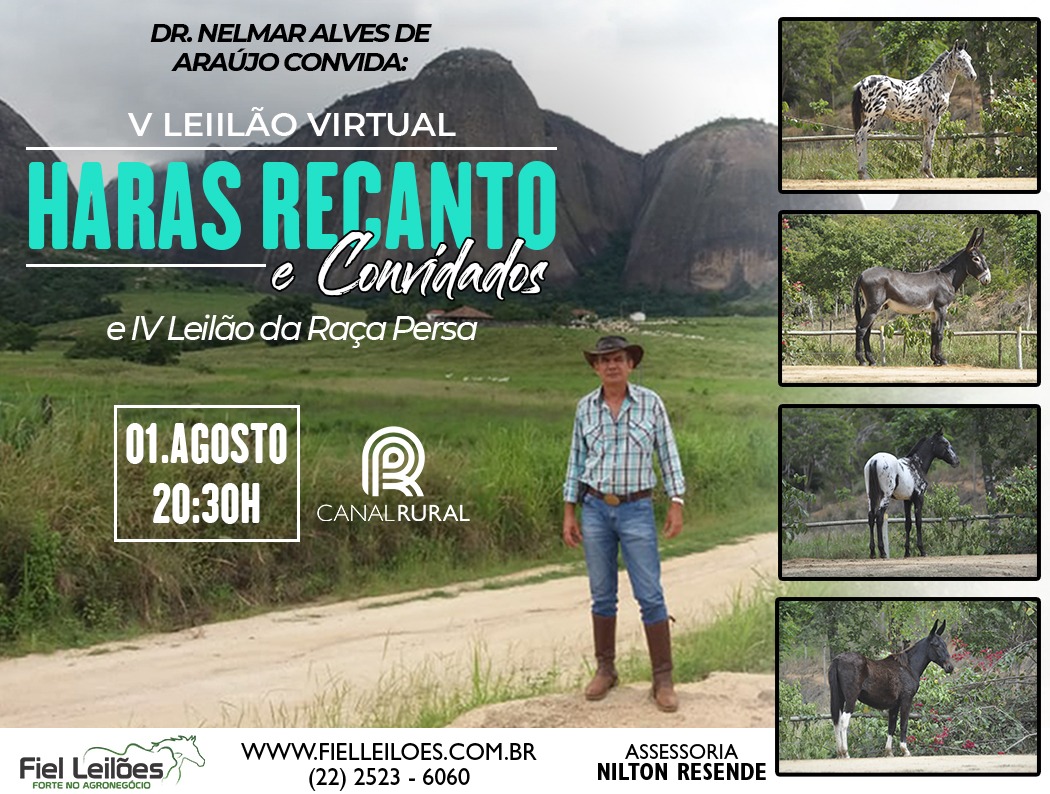 DR. NELMAR ALVES DE
ARAÚJO CONVIDA:
V LEIILÃO VIRTUAL
HARAS RECANTO
e Convidados
e IV Leilão da Raça Persa
01.AGOSTO
20:30H
CANALRURAL
Fiel Leilões
FORTE NO AGRONEGÓCIO
WWW.FIELLEILOES.COM.BR
(22) 2523 - 6060
ASSESSORIA
NILTON RESENDE